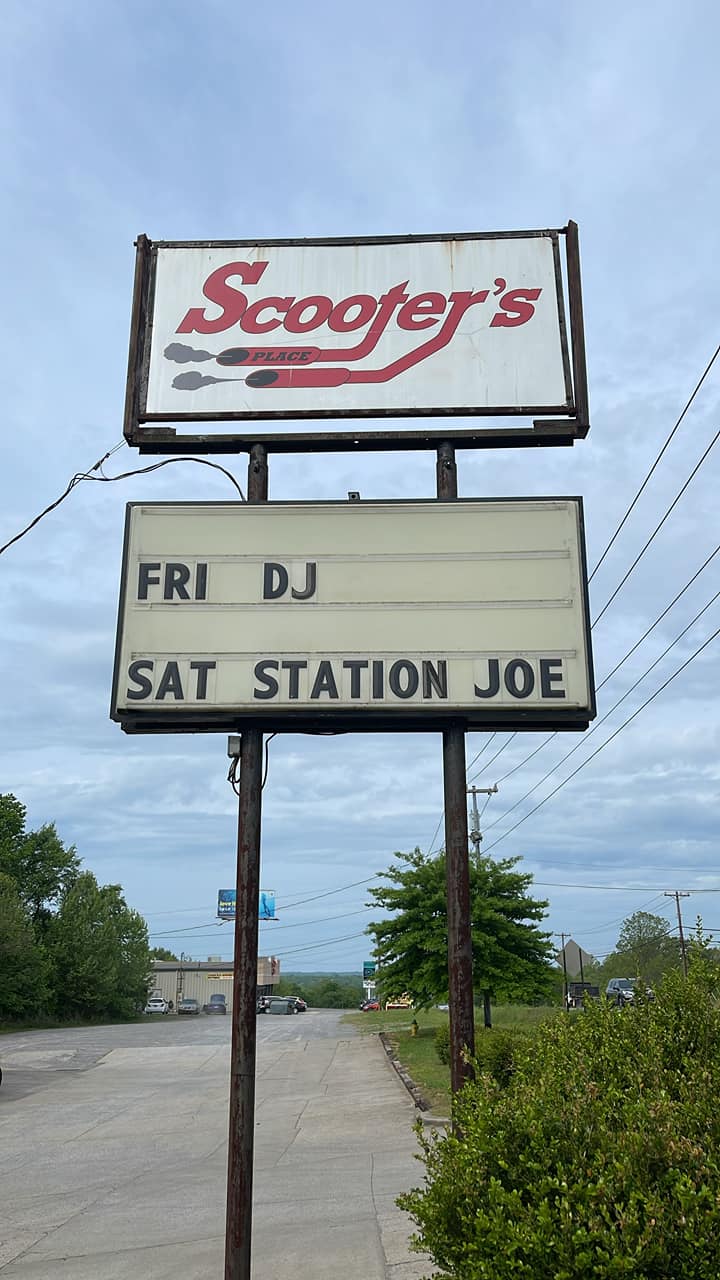 Scooter's
PLACE
FRI DJ
SAT STATION JOE